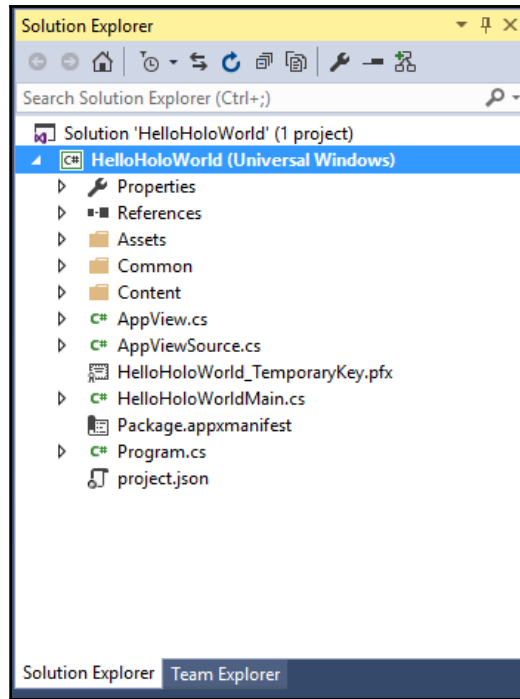 Solution Explorer
Search Solution Explorer (Ctrl+;)
Solution 'HelloHoloWorld' (1 project)
C# HelloHoloWorld (Universal Windows)
Properties
References
Assets
Common
Content
C# AppView.cs
C# AppViewSource.cs
HelloHoloWorld_TemporaryKey.pfx
C# HelloHoloWorldMain.cs
Package.appxmanifest
C# Program.cs
project.json
Solution Explorer Team Explorer